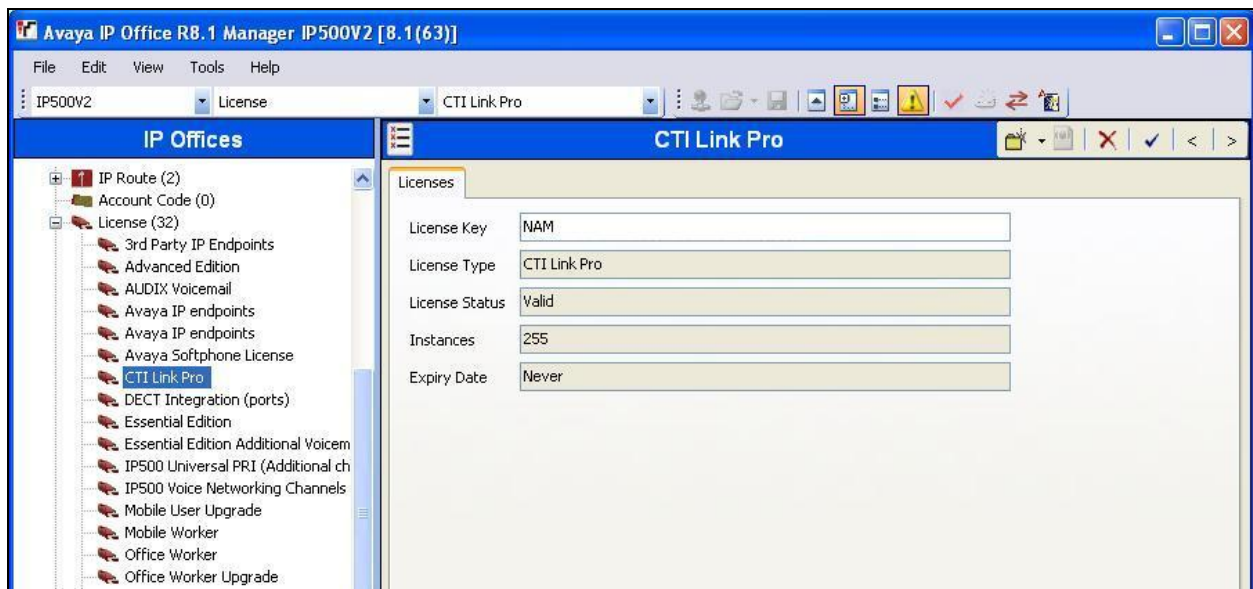 Avaya IP Office R8.1 Manager IP500V2 [8.1(63)]
File Edit View Tools Help
IP500V2 License CTI Link Pro
IP Offices
IP Route (2)
Account Code (0)
License (32)
3rd Party IP Endpoints
Advanced Edition
AUDIX Voicemail
Avaya IP endpoints
Avaya IP endpoints
Avaya Softphone License
CTI Link Pro
DECT Integration (ports)
Essential Edition
Essential Edition Additional Voicem
IP500 Universal PRI (Additional ch
IP500 Voice Networking Channels
Mobile User Upgrade
Mobile Worker
Office Worker
Office Worker Upgrade
CTI Link Pro
Licenses
License Key NAM
License Type CTI Link Pro
License Status Valid
Instances 255
Expiry Date Never